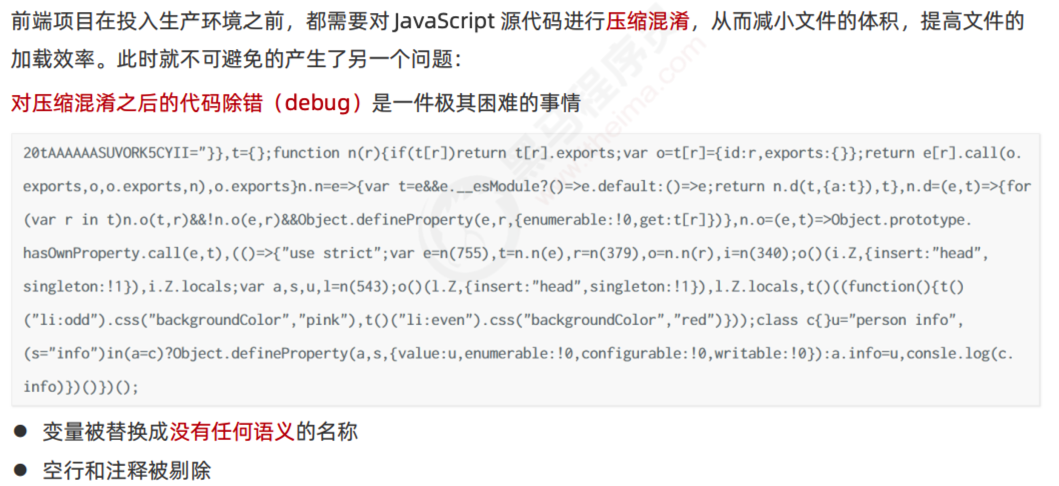 前端项目在投入生产环境之前，都需要对 JavaScript 源代码进行压缩混淆，从而减小文件的体积，提高文件的
加载效率。此时就不可避免的产生了另一个问题：
对压缩混淆之后的代码除错（debug）是一件极其困难的事情
20tAAAAAASUVORK5CYII="}},t={};function n(r){if(t[r])return t[r].exports;var o=t[r]={id:r,exports:{}};return e[r].call(o.
exports,o,o.exports,n),o.exports}n.n=e=>{var t=e&&e.__esModule?()=>e.default:()=>e;return n.d(t,{a:t}),t},n.d=(e,t)=>{for
(var r in t)n.o(t,r)&&!n.o(e,r)&&Object.defineProperty(e,r,{enumerable:!0,get:t[r]})},n.o=(e,t)=>Object.prototype.
hasOwnProperty.call(e,t),(()=>{"use strict";var e=n(755),t=n.n(e),r=n(379),o=n.n(r),i=n(340);o()(i.Z,{insert:"head",
singleton:!1}),i.Z.locals;var a,s,u,l=n(543);o()(l.Z,{insert:"head",singleton:!1}),l.Z.locals,t()((function(){t()
("li:odd").css("backgroundColor","pink"),t()("li:even").css("backgroundColor","red")}));class c{}u="person info",
(s="info")in(a=c)?Object.defineProperty(a,s,{value:u,enumerable:!0,configurable:!0,writable:!0}):a.info=u,consle.log(c.
info)})()})();
● 变量被替换成没有任何语义的名称
● 空行和注释被剔除
黑马程序员
www.itheima.com